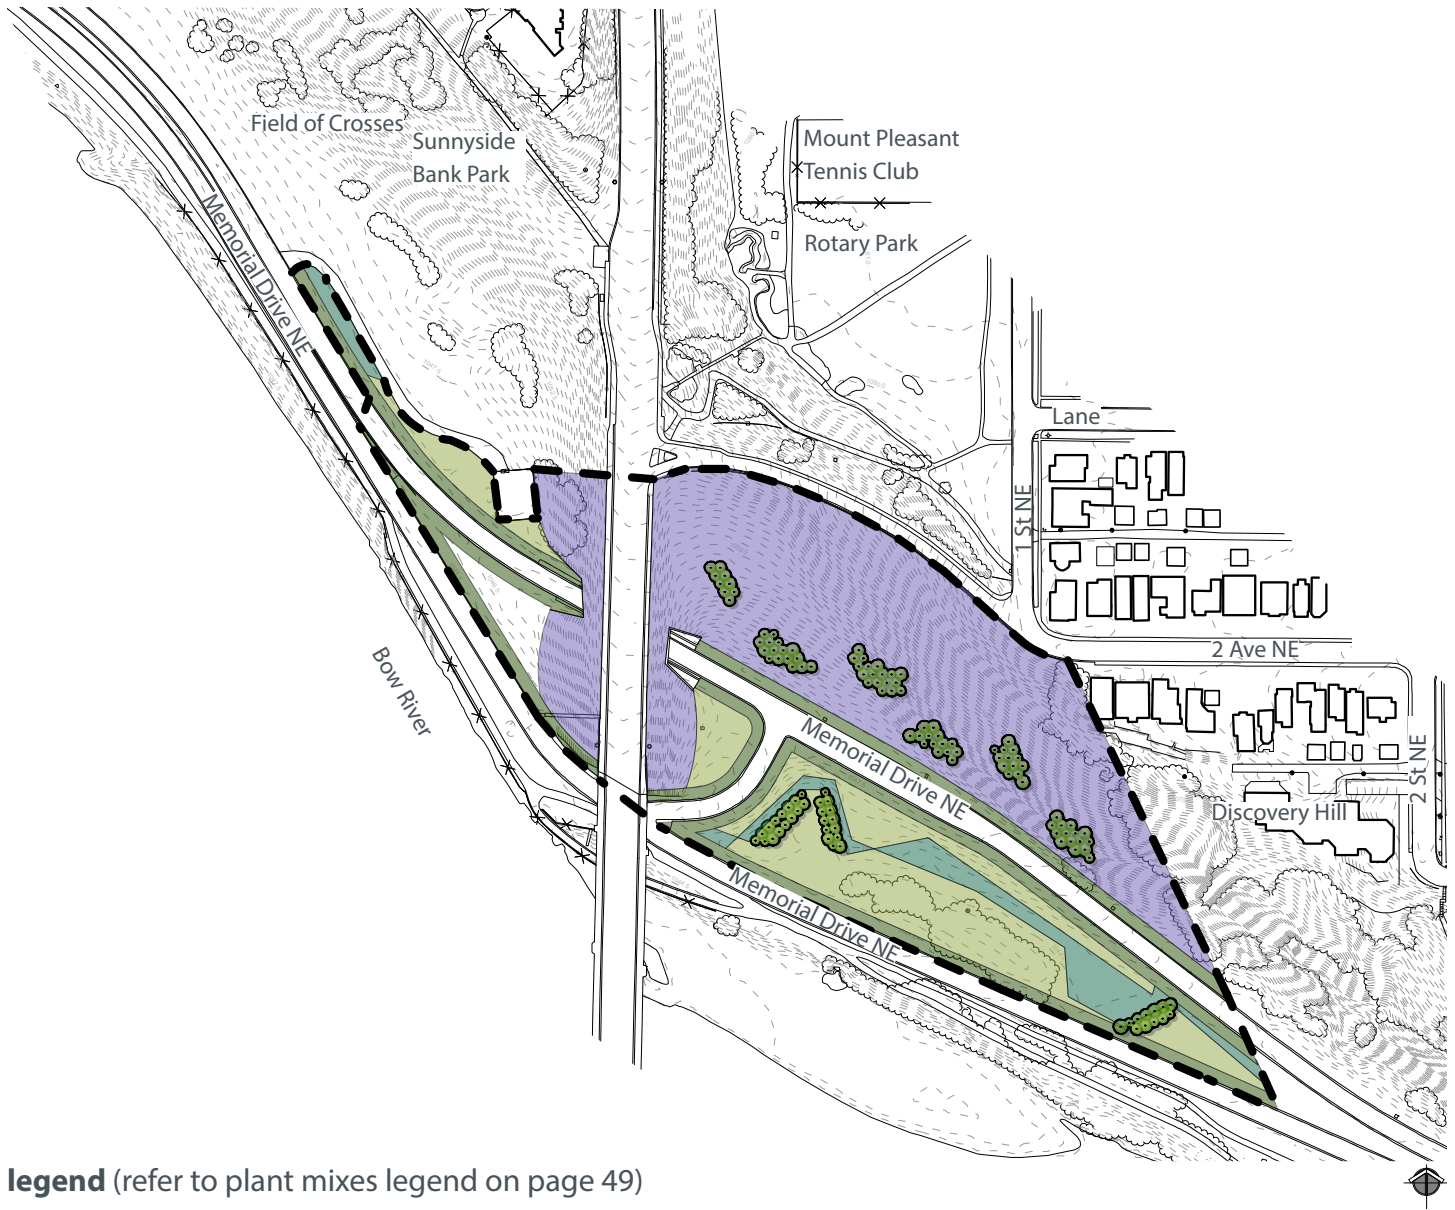 Field of Crosses
Sunnyside
Bank Park
Mount Pleasant
Tennis Club
Rotary Park
Memorial Drive NE
Lane
1 St NE
2 Ave NE
Bow River
Memorial Drive NE
2 St NE
Discovery Hill
Memorial Drive NE
legend (refer to plant mixes legend on page 49)